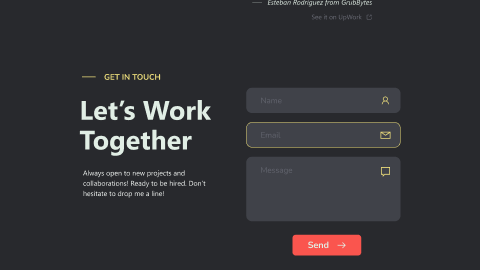 Esteban Rodriguez from GrubBytes
See it on UpWork
GET IN TOUCH
Let's Work
Together
Always open to new projects and
collaborations! Ready to be hired. Don't
hesitate to drop me a line!
Name
Email
Message
Send